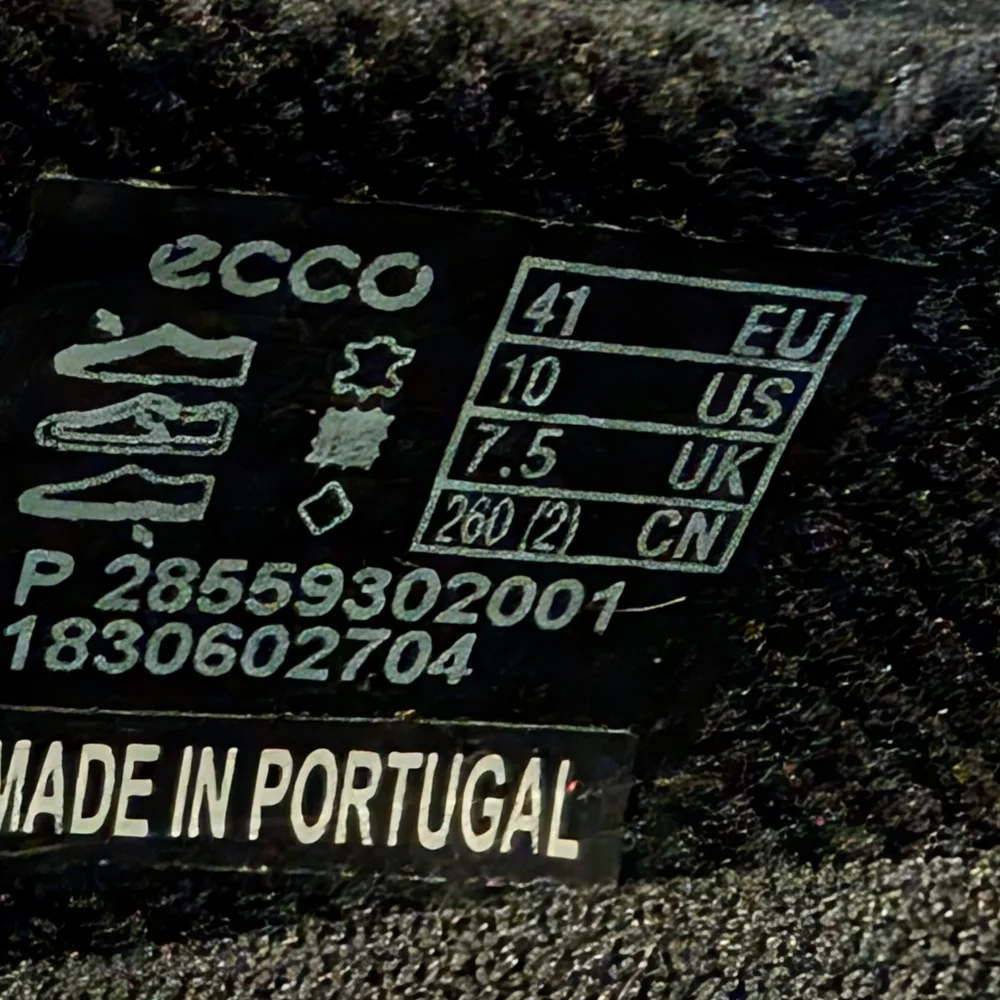 ecco
41 EU
10 US
7.5 UK
260 (2) CN
P 28559302001
1830602704
MADE IN PORTUGAL